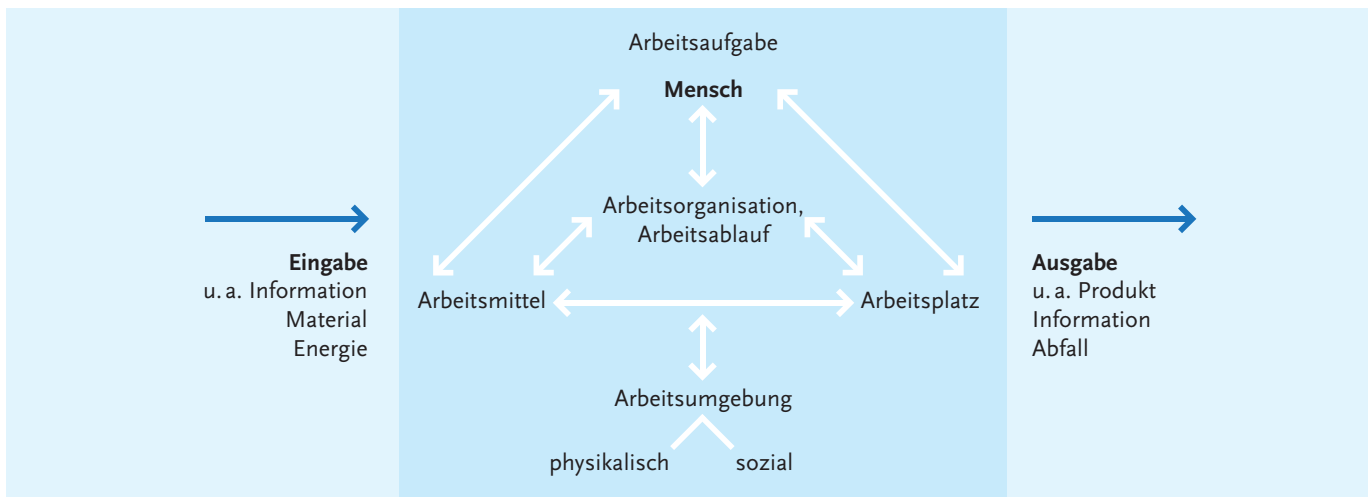 Arbeitsaufgabe
Mensch
Arbeitsorganisation,
Arbeitsablauf
Eingabe
u. a. Information
Material
Energie
Arbeitsmittel
Arbeitsplatz
Ausgabe
u. a. Produkt
Information
Abfall
Arbeitsumgebung
physikalisch
sozial